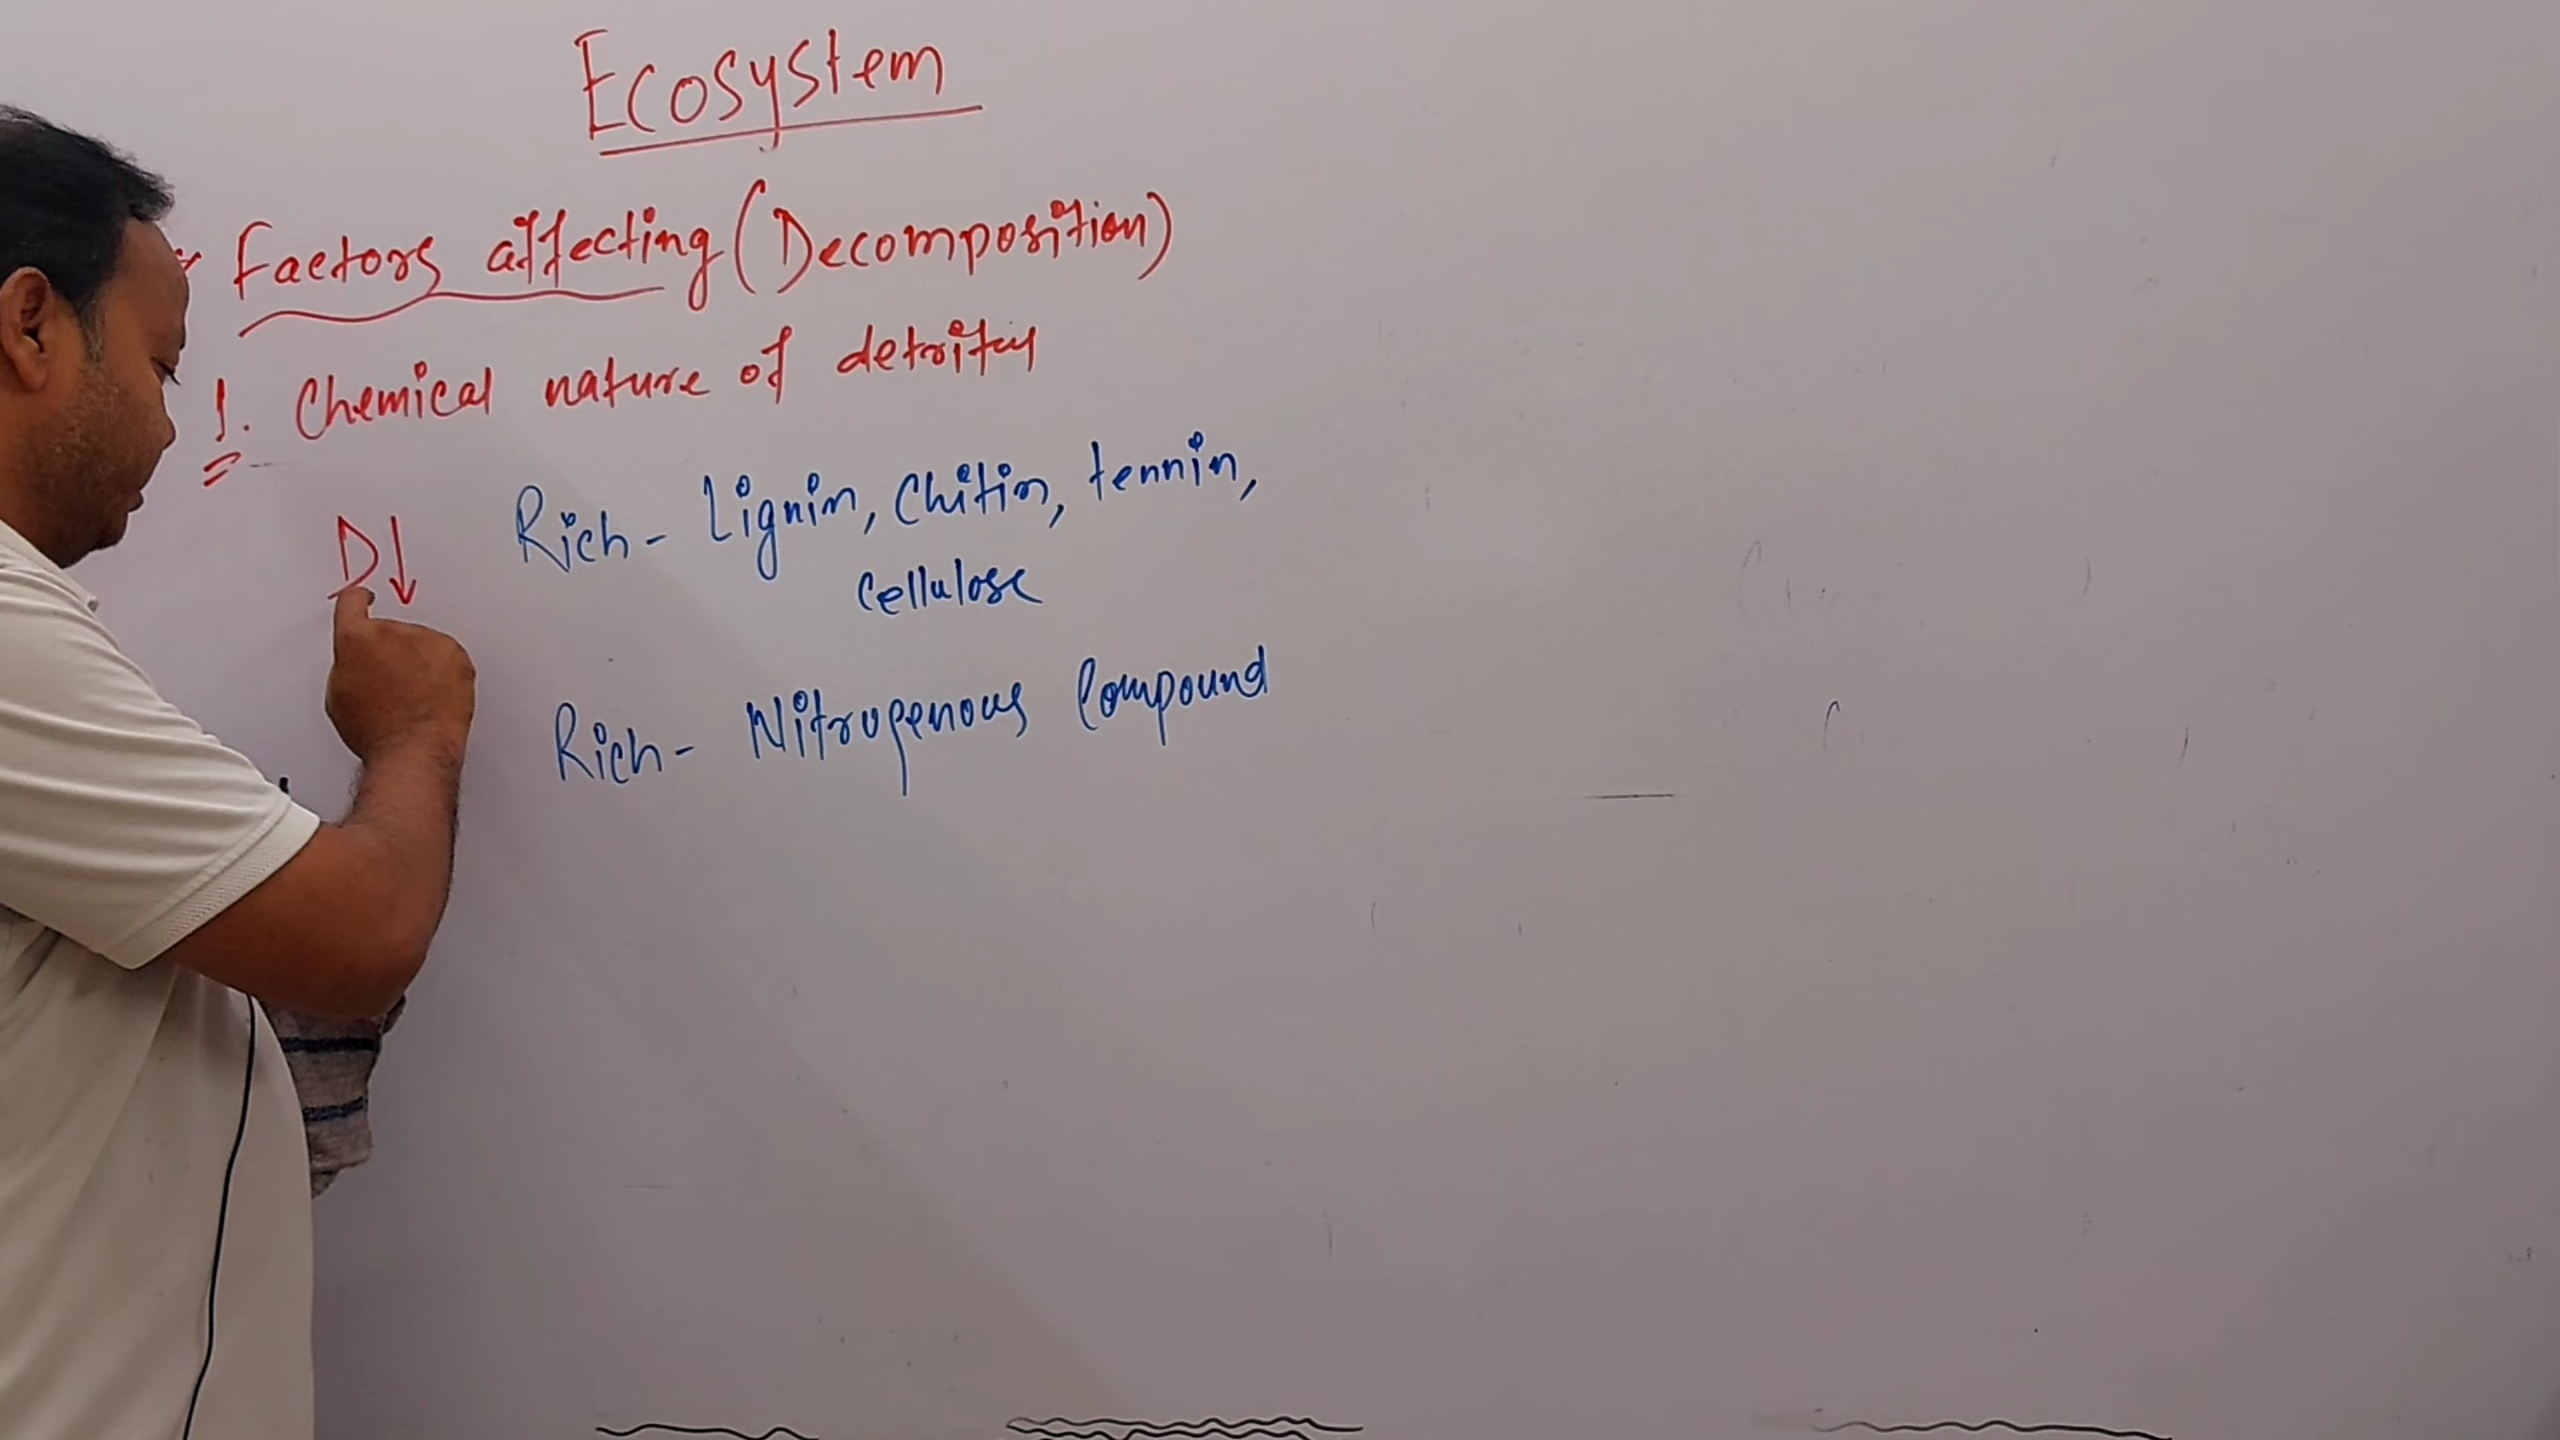 Ecosystem
Factors affecting (Decomposition)
1. Chemical nature of detritus
D↓ Rich - Lignin, Chitin, tennin,
Cellulose
Rich - Nitrogenous Compound